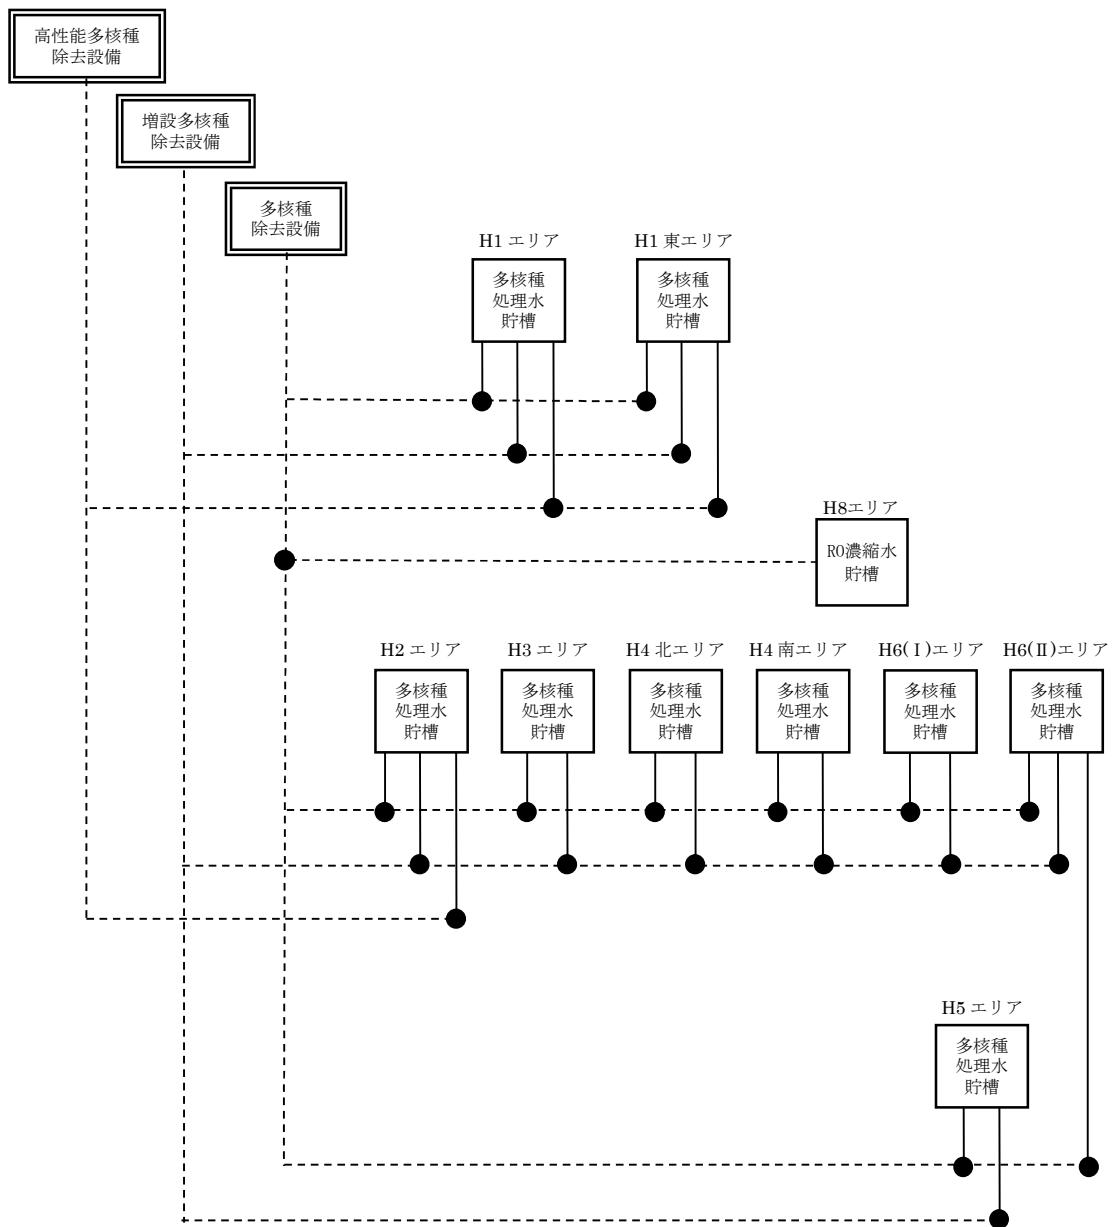 高性能多核種
除去設備
増設多核種
除去設備
多核種
除去設備
H1 エリア
多核種
処理水
貯槽
H1 東エリア
多核種
処理水
貯槽
H8エリア
RO濃縮水
貯槽
H2 エリア
多核種
処理水
貯槽
H3 エリア
多核種
処理水
貯槽
H4 北エリア
多核種
処理水
貯槽
H4 南エリア
多核種
処理水
貯槽
H6(Ⅰ)エリア
多核種
処理水
貯槽
H6(Ⅱ)エリア
多核種
処理水
貯槽
H5 エリア
多核種
処理水
貯槽